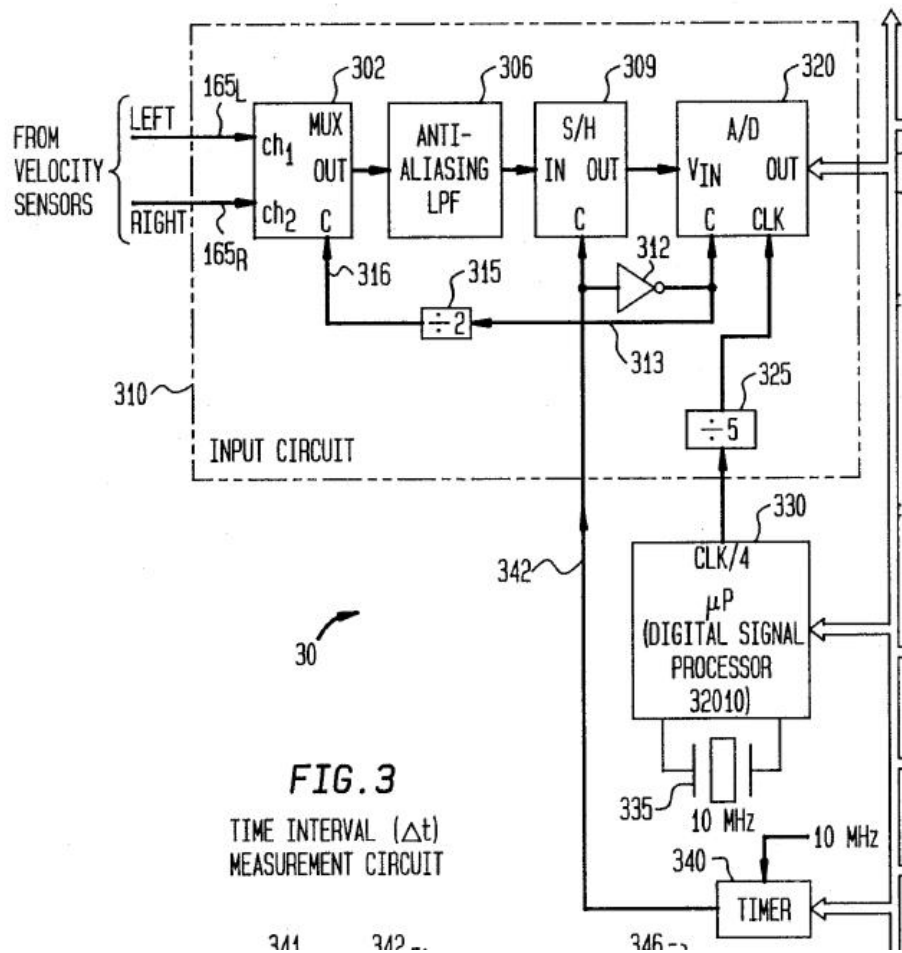 302
306
309
320
165L
LEFT
FROM
VELOCITY
SENSORS
RIGHT
165R
ch1
MUX
OUT
ch2
C
ANTI-
ALIASING
LPF
S/H
IN OUT
C
A/D
VIN
OUT
C CLK
312
316
315
÷2
313
310
325
÷5
INPUT CIRCUIT
330
342
CLK/4
μP
(DIGITAL SIGNAL
PROCESSOR
32010)
30
FIG.3
335
10 MHz
TIME INTERVAL (Δt)
MEASUREMENT CIRCUIT
340
10 MHz
TIMER
341
342
346